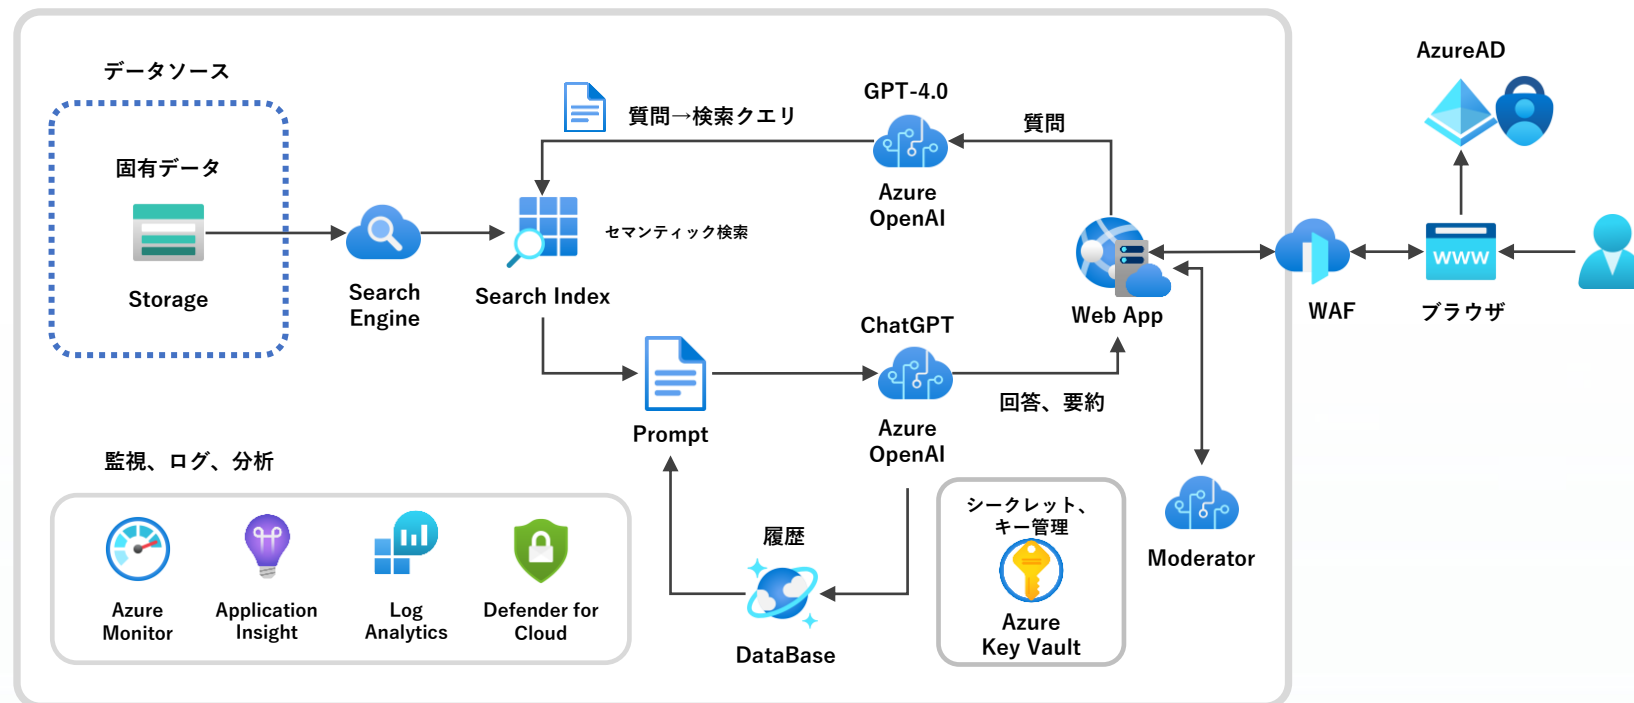 データソース
固有データ
Storage
Search
Engine
質問→検索クエリ
Search Index
セマンティック検索
GPT-4.0
Azure
OpenAI
質問
AzureAD
Web App
WAF
WWW
ブラウザ
Prompt
ChatGPT
Azure
OpenAI
回答、要約
Moderator
監視、ログ、分析
Azure
Monitor
Application
Insight
Log
Analytics
Defender for
Cloud
履歴
DataBase
シークレット、
キー管理
Azure
Key Vault